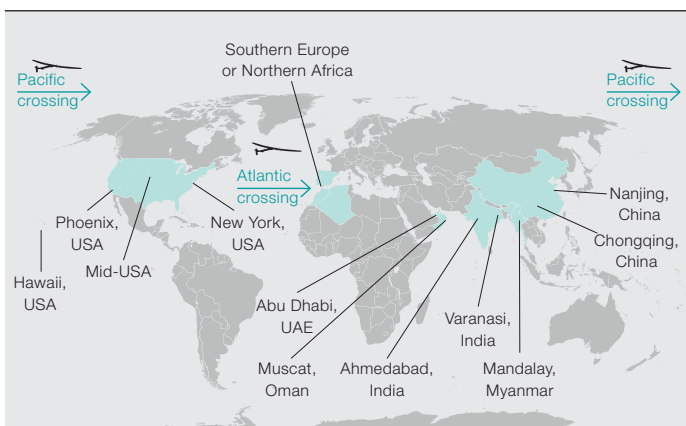 Southern Europe
or Northern Africa
Pacific
crossing
Pacific
crossing
Atlantic
crossing
Phoenix,
USA
New York,
USA
Mid-USA
Hawaii,
USA
Nanjing,
China
Chongqing,
China
Abu Dhabi,
UAE
Varanasi,
India
Muscat,
Oman
Ahmedabad,
India
Mandalay,
Myanmar